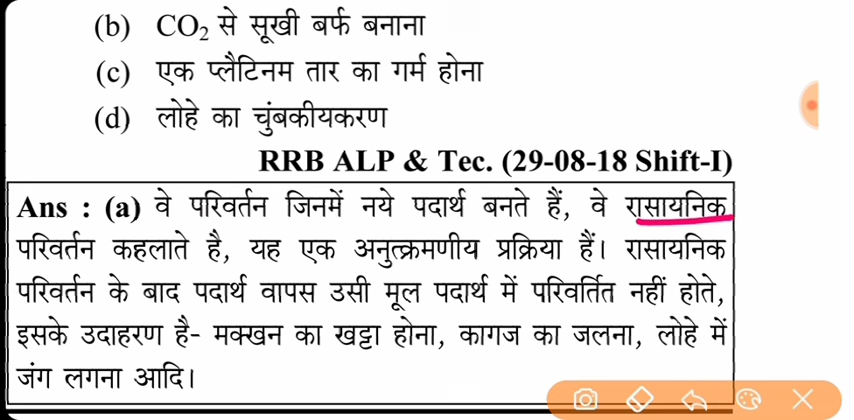 (b) CO₂ से सूखी बर्फ बनाना
(c) एक प्लैटिनम तार का गर्म होना
(d) लोहे का चुंबकीयकरण
RRB ALP & Tec. (29-08-18 Shift-I)
Ans : (a) वे परिवर्तन जिनमें नये पदार्थ बनते हैं, वे रासायनिक
परिवर्तन कहलाते है, यह एक अनुत्क्रमणीय प्रक्रिया हैं। रासायनिक
परिवर्तन के बाद पदार्थ वापस उसी मूल पदार्थ में परिवर्तित नहीं होते,
इसके उदाहरण है- मक्खन का खट्टा होना, कागज का जलना, लोहे में
जंग लगना आदि।